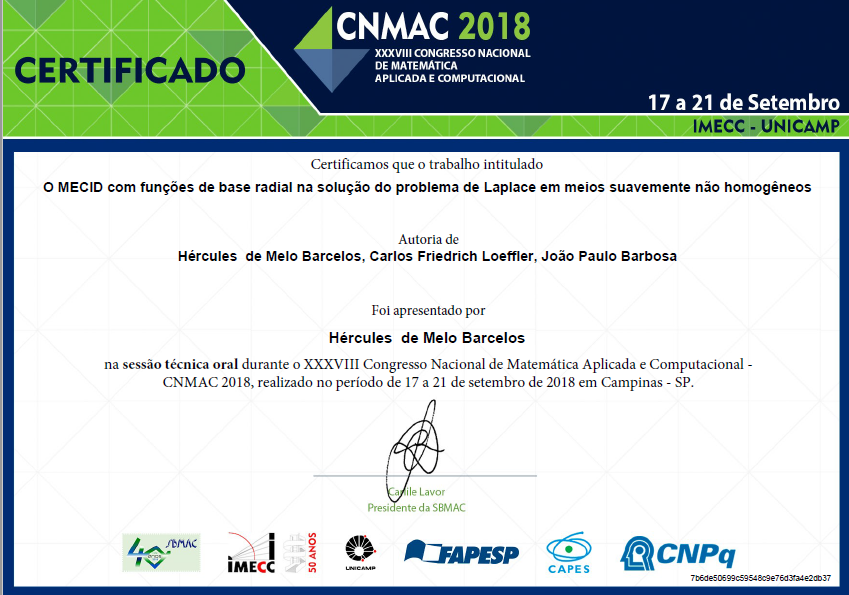 CERTIFICADO
CNMAC 2018
XXXVIII CONGRESSO NACIONAL
DE MATEMÁTICA
APLICADA E COMPUTACIONAL
17 a 21 de Setembro
IMECC - UNICAMP
Certificamos que o trabalho intitulado
O MECID com funções de base radial na solução do problema de Laplace em meios suavemente não homogêneos
Autoria de
Hércules de Melo Barcelos, Carlos Friedrich Loeffler, João Paulo Barbosa
Foi apresentado por
Hércules de Melo Barcelos
na sessão técnica oral durante o XXXVIII Congresso Nacional de Matemática Aplicada e Computacional -
CNMAC 2018, realizado no período de 17 a 21 de setembro de 2018 em Campinas - SP.
Carlile Lavor
Presidente da SBMAC
40 anos SBMAC
IMECC 50 ANOS
UNICAMP
FAPESP
CAPES
CNPq
7b6de50699c59548c9e76d3fa4e2db37